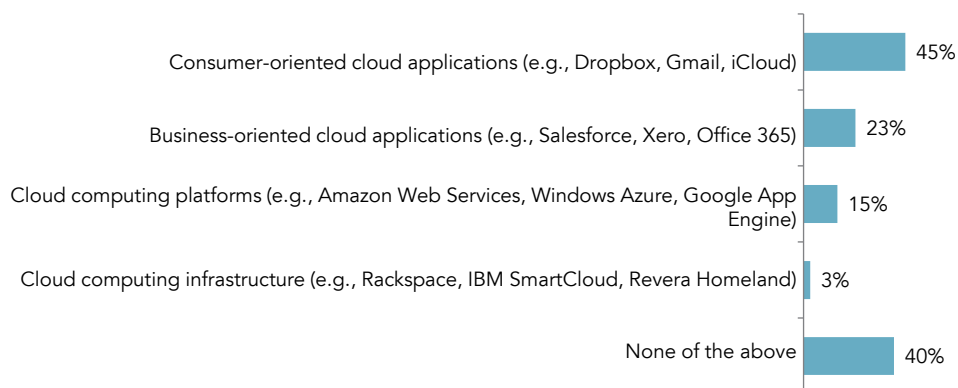 Consumer-oriented cloud applications (e.g., Dropbox, Gmail, iCloud)
45%
Business-oriented cloud applications (e.g., Salesforce, Xero, Office 365)
23%
Cloud computing platforms (e.g., Amazon Web Services, Windows Azure, Google App
Engine)
15%
Cloud computing infrastructure (e.g., Rackspace, IBM SmartCloud, Revera Homeland)
3%
None of the above
40%